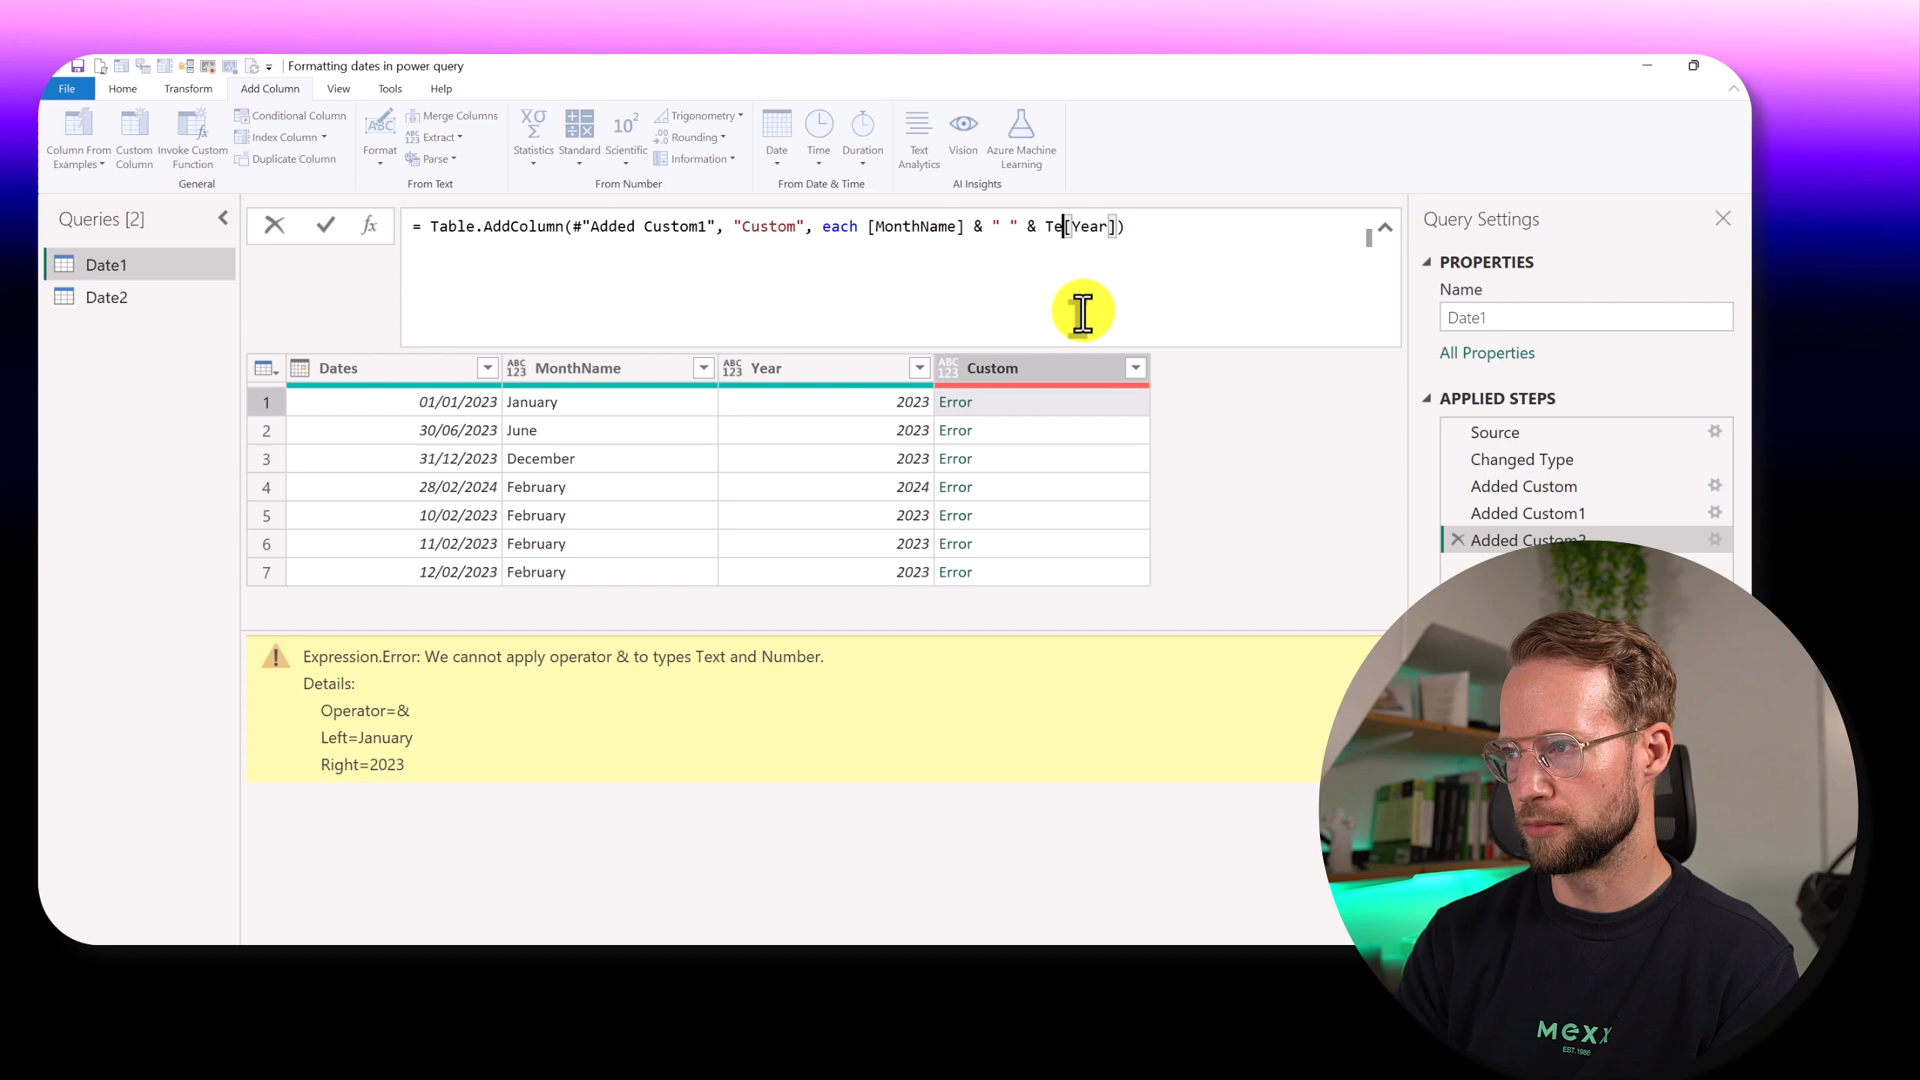 Formatting dates in power query
File Home Transform Add Column View Tools Help
Column From Examples
Custom Column
Invoke Custom Function
Conditional Column
Index Column
Duplicate Column
General
Format
Merge Columns
Extract
Parse
From Text
Statistics
Standard
Scientific
Trigonometry
Rounding
Information
From Number
Date
Time
Duration
From Date & Time
Text Analytics
Vision
Azure Machine Learning
AI Insights
Queries [2]
Date1
Date2
= Table.AddColumn(#"Added Custom1", "Custom", each [MonthName] & " " & Te[Year])
Dates MonthName Year Custom
1 01/01/2023 January 2023 Error
2 30/06/2023 June 2023 Error
3 31/12/2023 December 2023 Error
4 28/02/2024 February 2024 Error
5 10/02/2023 February 2023 Error
6 11/02/2023 February 2023 Error
7 12/02/2023 February 2023 Error
Expression.Error: We cannot apply operator & to types Text and Number.
Details:
Operator=&
Left=January
Right=2023
Query Settings
PROPERTIES
Name
Date1
All Properties
APPLIED STEPS
Source
Changed Type
Added Custom
Added Custom1
Added Custom2
Mexx
EST.1986